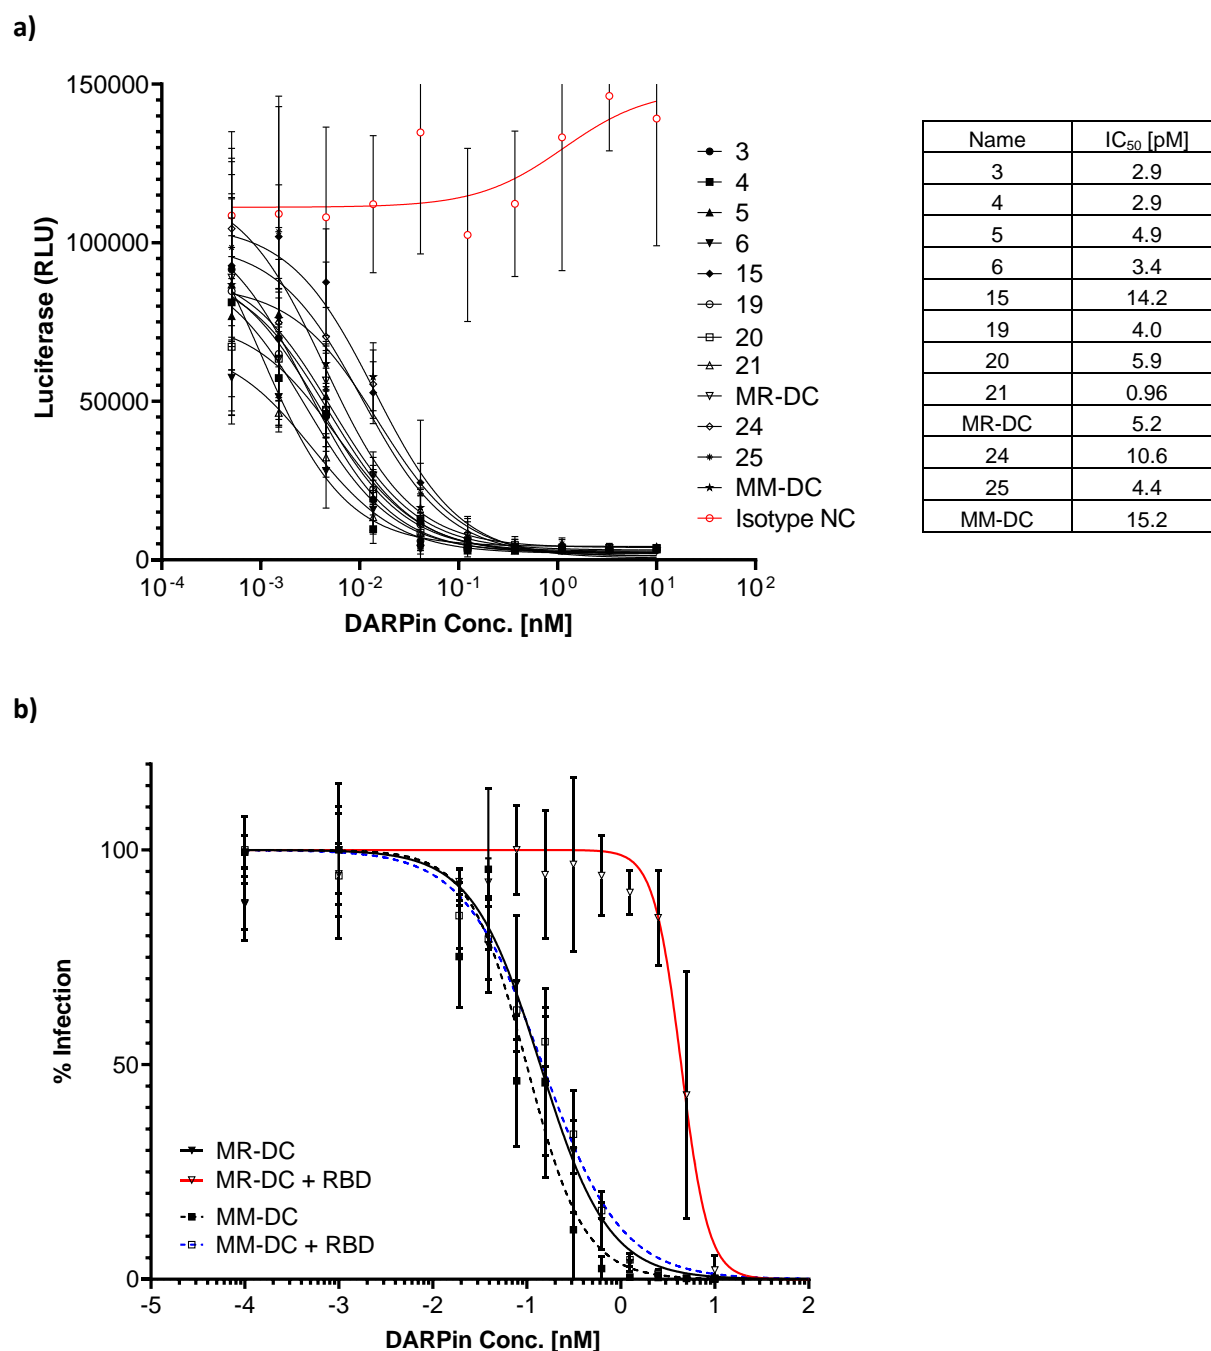 a)
150000
100000
50000
0
Luciferase (RLU)
10-4
10-3
10-2
10-1
100
101
102
DARPin Conc. [nM]
3
4
5
6
15
19
20
21
MR-DC
24
25
MM-DC
Isotype NC
Name IC50 [pM]
3 2.9
4 2.9
5 4.9
6 3.4
15 14.2
19 4.0
20 5.9
21 0.96
MR-DC 5.2
24 10.6
25 4.4
MM-DC 15.2
b)
100
50
0
% Infection
MR-DC
MR-DC + RBD
MM-DC
MM-DC + RBD
-5 -4 -3 -2 -1 0 1 2
DARPin Conc. [nM]